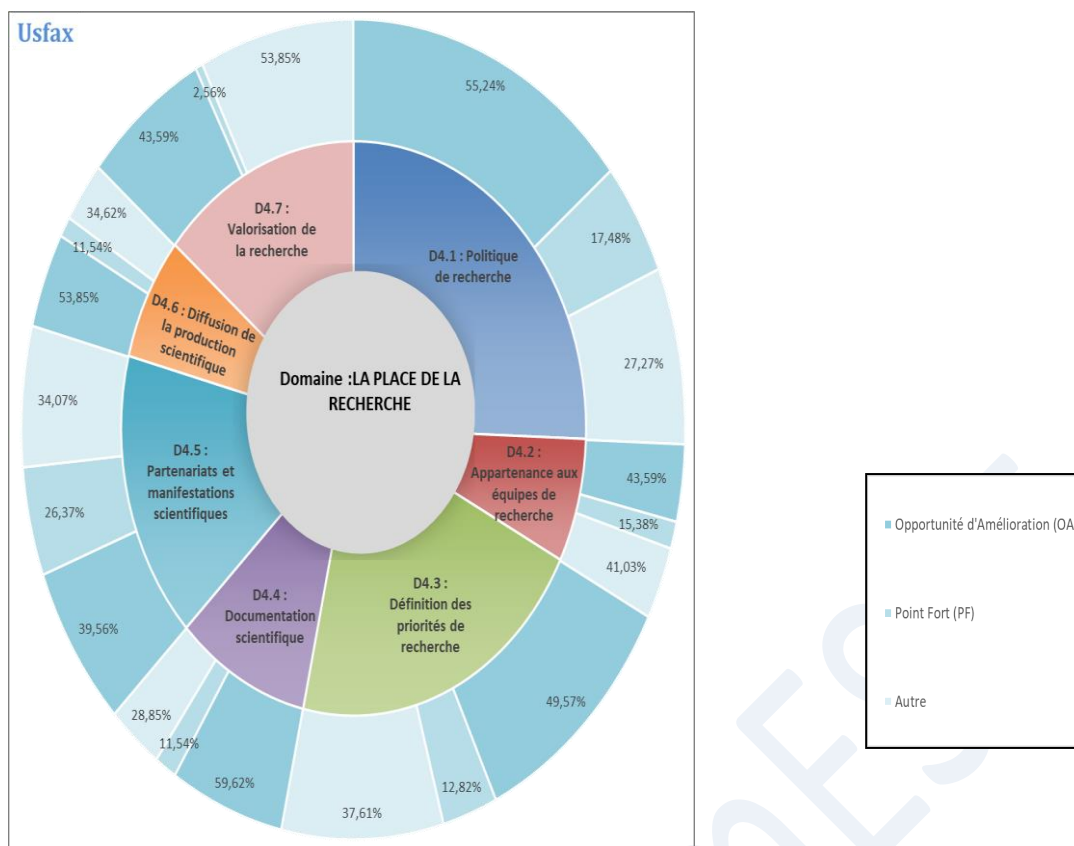 Usfax
53,85%
55,24%
2,56%
43,59%
34,62%
11,54%
53,85%
34,07%
26,37%
39,56%
28,85%
11,54%
59,62%
37,61%
12,82%
49,57%
41,03%
15,38%
43,59%
27,27%
17,48%
D4.7 :
Valorisation de
la recherche
D4.1 : Politique
de recherche
D4.6 : Diffusion de
la production
scientifique
Domaine :LA PLACE DE LA
RECHERCHE
D4.2 :
Appartenance aux
équipes de
recherche
D4.5 :
Partenariats et
manifestations
scientifiques
D4.3 :
Définition des
priorités de
recherche
D4.4 :
Documentation
scientifique
Opportunité d'Amélioration (OA
Point Fort (PF)
Autre